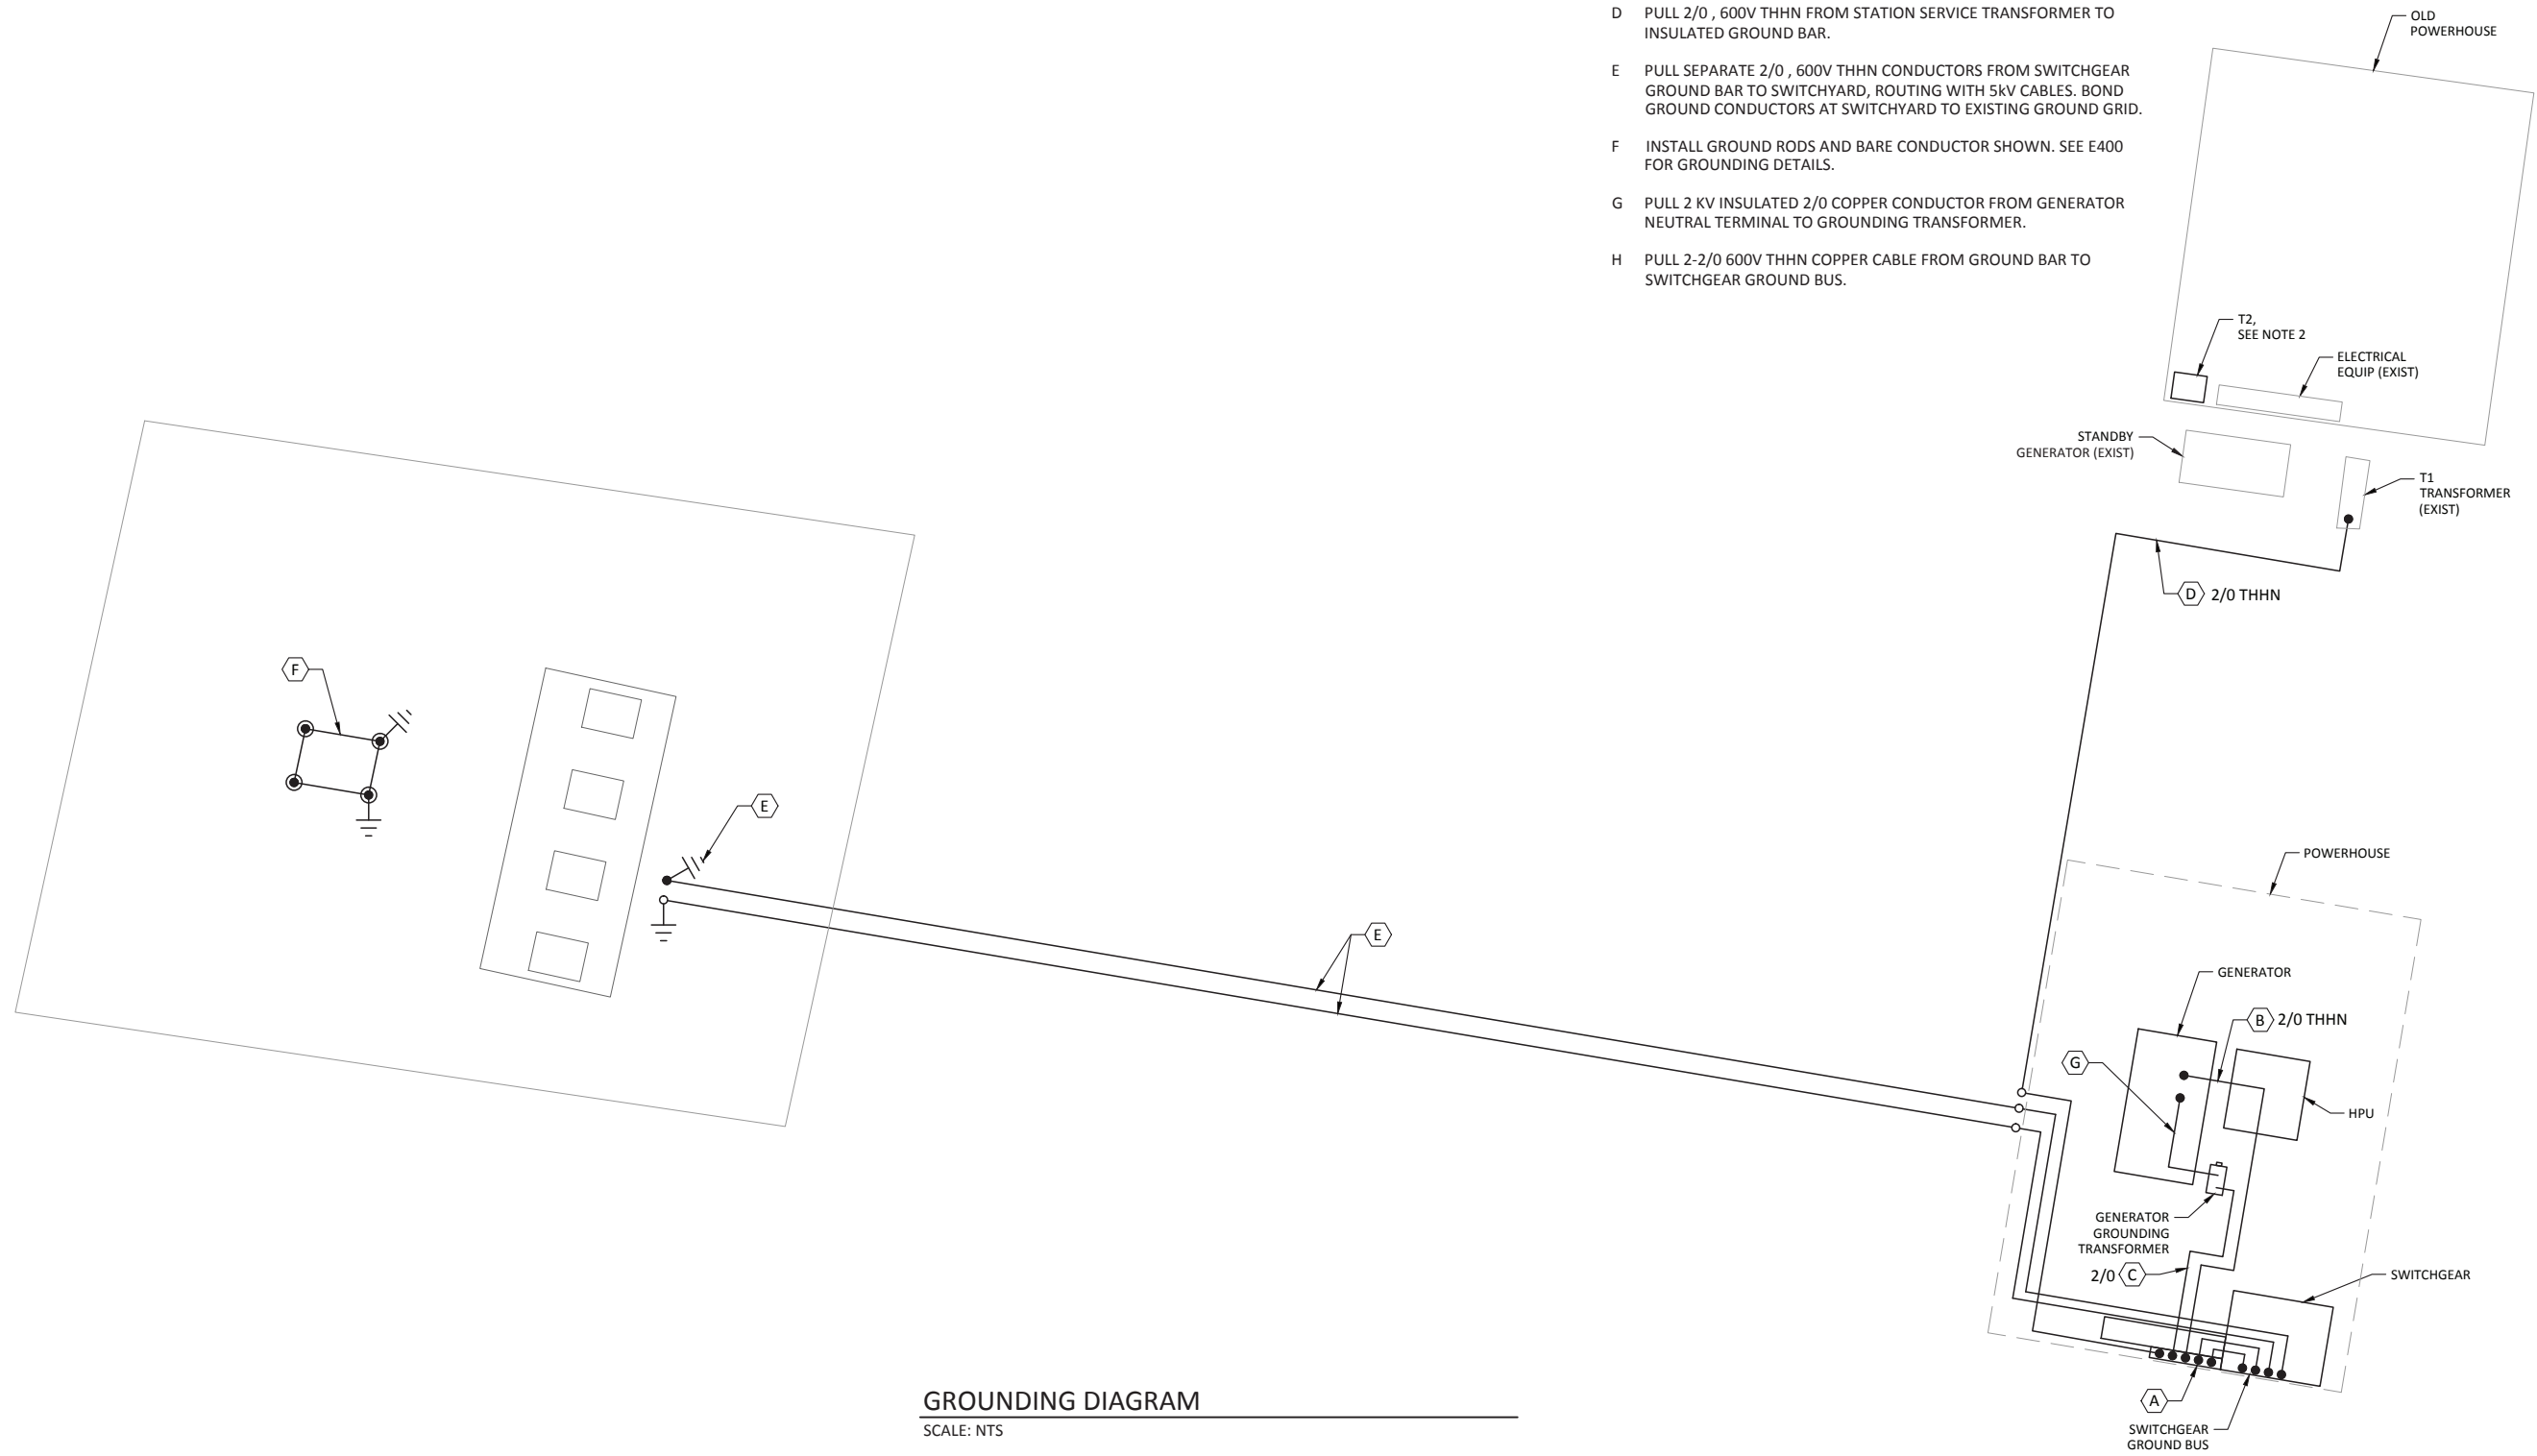 D PULL 2/0 , 600V THHN FROM STATION SERVICE TRANSFORMER TO
INSULATED GROUND BAR.
E PULL SEPARATE 2/0 , 600V THHN CONDUCTORS FROM SWITCHGEAR
GROUND BAR TO SWITCHYARD, ROUTING WITH 5kV CABLES. BOND
GROUND CONDUCTORS AT SWITCHYARD TO EXISTING GROUND GRID.
F INSTALL GROUND RODS AND BARE CONDUCTOR SHOWN. SEE E400
FOR GROUNDING DETAILS.
G PULL 2 KV INSULATED 2/0 COPPER CONDUCTOR FROM GENERATOR
NEUTRAL TERMINAL TO GROUNDING TRANSFORMER.
H PULL 2-2/0 600V THHN COPPER CABLE FROM GROUND BAR TO
SWITCHGEAR GROUND BUS.
OLD
POWERHOUSE
T2,
SEE NOTE 2
ELECTRICAL
EQUIP (EXIST)
STANDBY
GENERATOR (EXIST)
T1
TRANSFORMER
(EXIST)
D 2/0 THHN
F
E
E
POWERHOUSE
GENERATOR
B 2/0 THHN
G
HPU
GENERATOR
GROUNDING
TRANSFORMER
2/0 C
SWITCHGEAR
A
SWITCHGEAR
GROUND BUS
GROUNDING DIAGRAM
SCALE: NTS